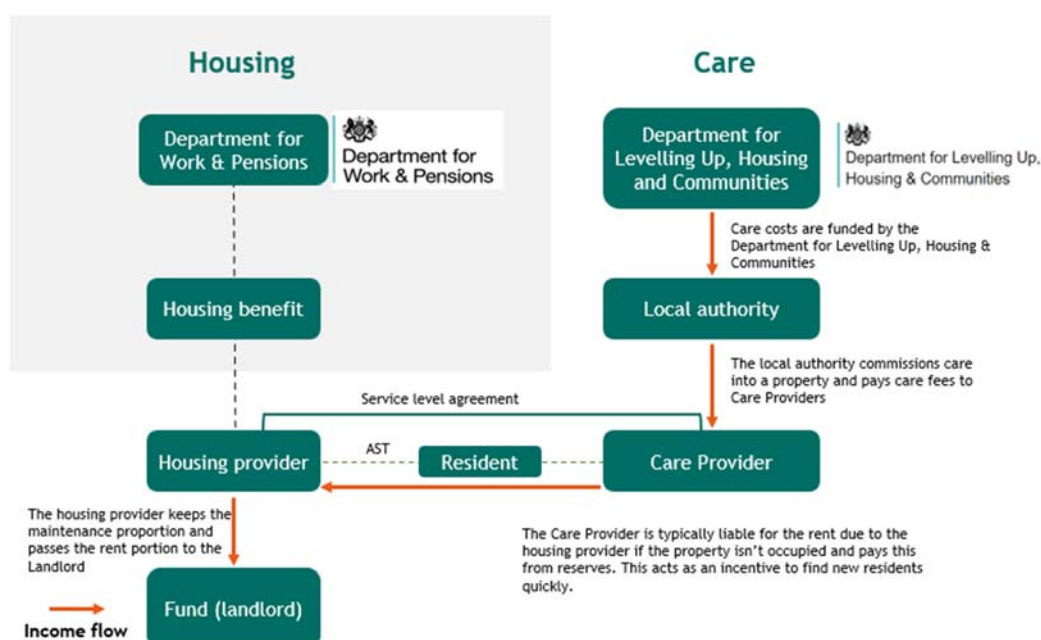 Housing
Care
Department for
Work & Pensions
Department for
Work & Pensions
Department for
Levelling Up, Housing
and Communities
Department for Levelling Up,
Housing & Communities
Care costs are funded by the
Department for Levelling Up, Housing &
Communities
Housing benefit
Local authority
The local authority commissions care
into a property and pays care fees to
Care Providers
Service level agreement
Housing provider
AST
Resident
Care Provider
The housing provider keeps the
maintenance proportion and
passes the rent portion to the
Landlord
The Care Provider is typically liable for the rent due to the
housing provider if the property isn't occupied and pays this
from reserves. This acts as an incentive to find new residents
quickly.
Fund (landlord)
Income flow